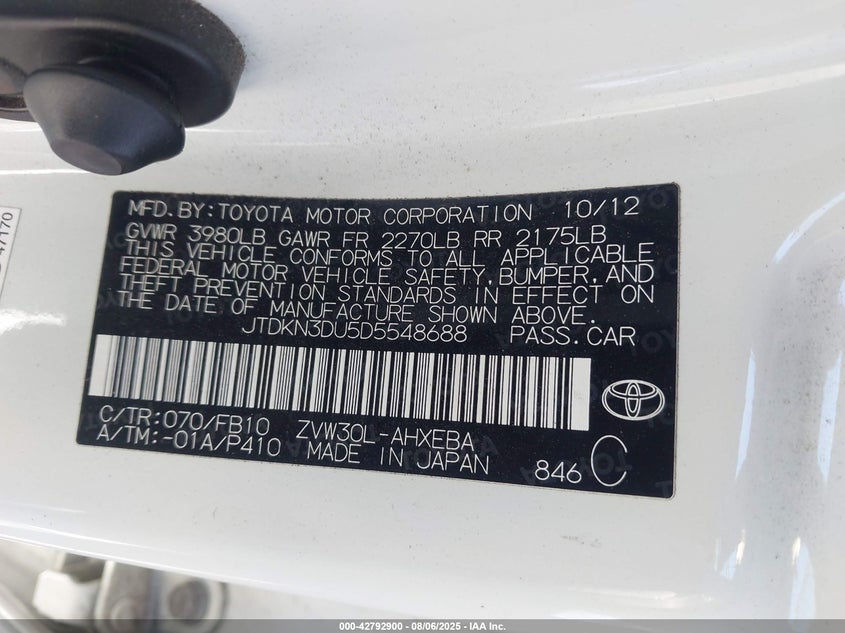 47170
MFD.BY:TOYOTA MOTOR CORPORATION 10/12
GVWR 3980LB GAWR FR 2270LB RR 2175LB
THIS VEHICLE CONFORMS TO ALL APPLICABLE
FEDERAL MOTOR VEHICLE SAFETY,BUMPER,AND
THEFT PREVENTION STANDARDS IN EFFECT ON
THE DATE OF MANUFACTURE SHOWN ABOVE.
JTDKN3DU5D5548688 PASS.CAR
C/TR:070/FB10 ZVW30L-AHXEBA
A/TM:-01A/P410 MADE IN JAPAN
846 C
000-42792900 - 08/06/2025 - IAA Inc.